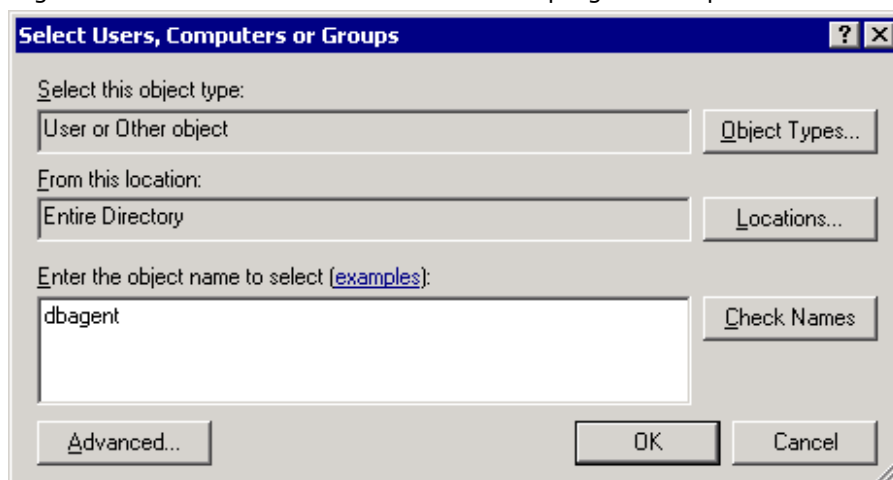 Select Users, Computers or Groups
Select this object type:
User or Other object
Object Types...
From this location:
Entire Directory
Locations...
Enter the object name to select (examples):
dbagent
Check Names
Advanced...
OK
Cancel